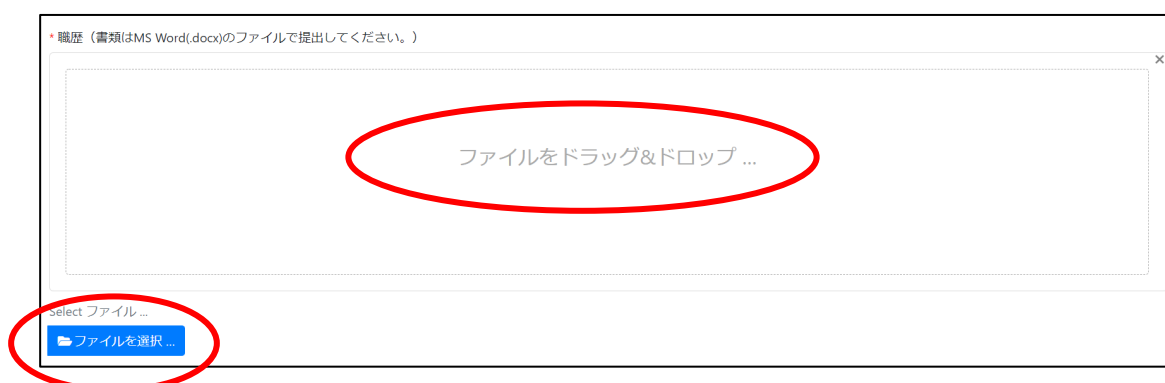 * 職歴（書類はMS Word(.docx)のファイルで提出してください。）
×
ファイルをドラッグ&ドロップ ...
Select ファイル ...
ファイルを選択 ...